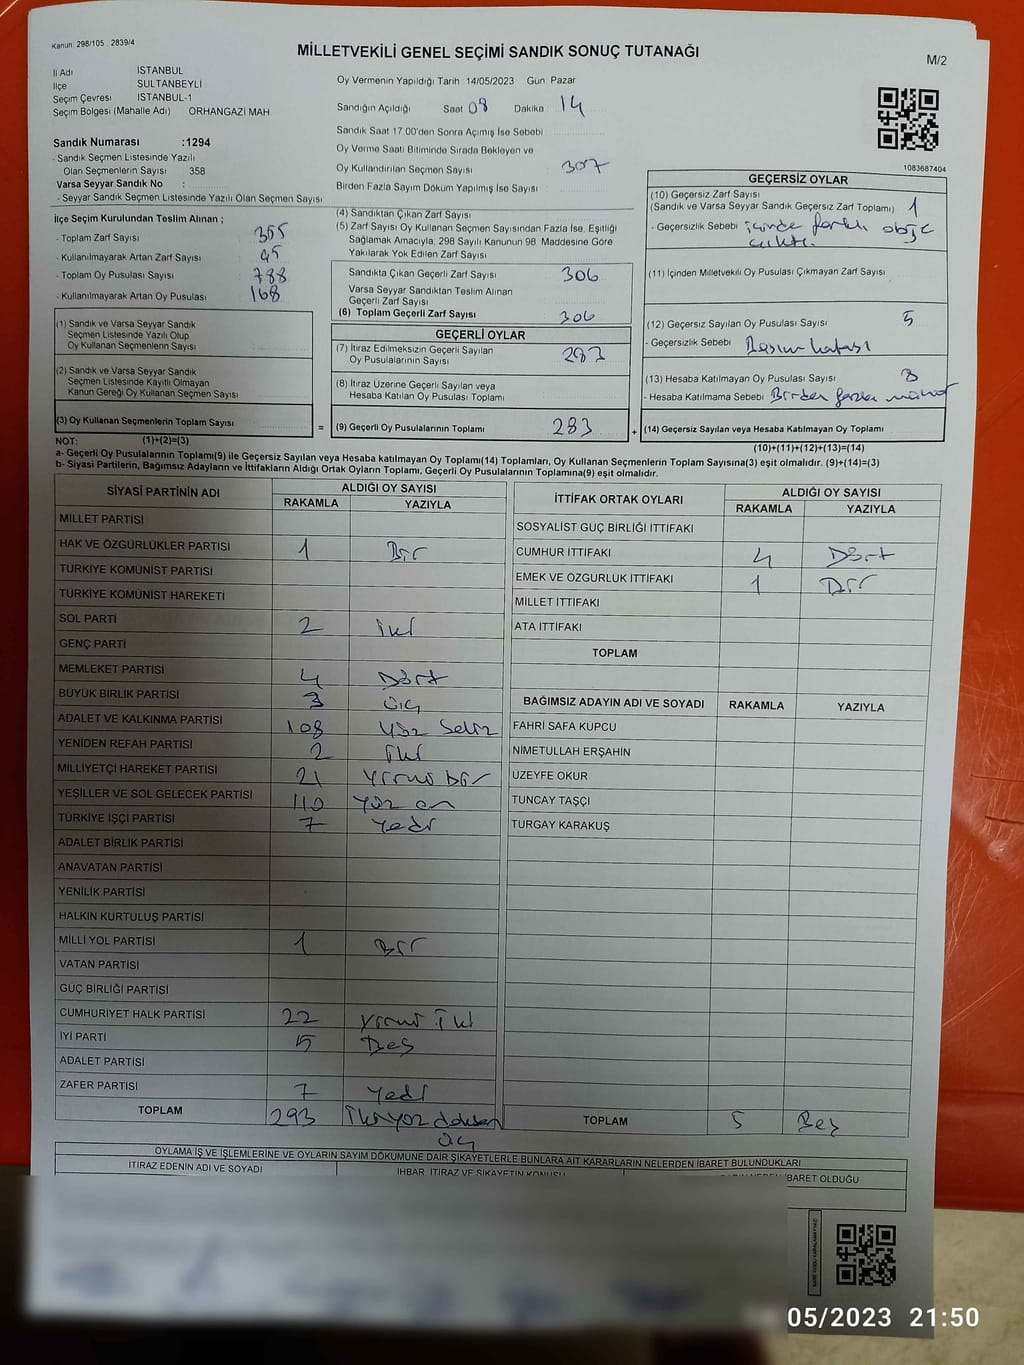 Kanun: 298/105 2839/4
MİLLETVEKİLİ GENEL SEÇİMİ SANDIK SONUÇ TUTANAĞI
M/2
İl Adı İSTANBUL
İlçe SULTANBEYLİ
Seçim Çevresi İSTANBUL-1
Seçim Bölgesi (Mahalle Adı) ORHANGAZİ MAH
Sandık Numarası :1294
- Sandık Seçmen Listesinde Yazılı
Olan Seçmenlerin Sayısı 358
Varsa Seyyar Sandık No :
- Seyyar Sandık Seçmen Listesinde Yazılı Olan Seçmen Sayısı
Oy Vermenin Yapıldığı Tarih 14/05/2023 Gün Pazar
Sandığın Açıldığı Saat 08 Dakika 14
Sandık Saat 17 00'den Sonra Açımış İse Sebebi
Oy Verme Saati Bitiminde Sırada Bekleyen ve
Oy Kullandırılan Seçmen Sayısı 307
Birden Fazla Sayım Döküm Yapılmış İse Sayısı
1083687404
İlçe Seçim Kurulundan Teslim Alınan ;
- Toplam Zarf Sayısı 355
- Kullanılmayarak Artan Zarf Sayısı 45
- Toplam Oy Pusulası Sayısı 788
- Kullanılmayarak Artan Oy Pusulası 168
(1) Sandık ve Varsa Seyyar Sandık
Seçmen Listesinde Yazılı Olup
Oy Kullanan Seçmenlerin Sayısı
(2) Sandık ve Varsa Seyyar Sandık
Seçmen Listesinde Kayıtlı Olmayan
Kanun Gereği Oy Kullanan Seçmen Sayısı
(3) Oy Kullanan Seçmenlerin Toplam Sayısı
=
(4) Sandıktan Çıkan Zarf Sayısı
(5) Zarf Sayısı Oy Kullanan Seçmen Sayısından Fazla İse, Eşitliği
Sağlamak Amacıyla, 298 Sayılı Kanunun 98 Maddesine Göre
Yakılarak Yok Edilen Zarf Sayısı
Sandıkta Çıkan Geçerli Zarf Sayısı 306
Varsa Seyyar Sandıktan Teslim Alınan
Geçerli Zarf Sayısı
(6) Toplam Geçerli Zarf Sayısı 306
GEÇERLİ OYLAR
(7) İtiraz Edilmeksizin Geçerli Sayılan
Oy Pusulalarının Sayısı 283
(8) İtiraz Üzerine Geçerli Sayılan veya
Hesaba Katılan Oy Pusulaları Toplamı
(9) Geçerli Oy Pusulalarının Toplamı 283
+
GEÇERSİZ OYLAR
(10) Geçersiz Zarf Sayısı
(Sandık ve Varsa Seyyar Sandık Geçersiz Zarf Toplamı) 1
- Geçersizlik Sebebi içinde farklı obje
çıktı.
(11) İçinden Milletvekili Oy Pusulası Çıkmayan Zarf Sayısı
(12) Geçersiz Sayılan Oy Pusulası Sayısı 5
- Geçersizlik Sebebi Basım hatası
(13) Hesaba Katılmayan Oy Pusulası Sayısı 8
- Hesaba Katılmama Sebebi Birden fazla mühür
(14) Geçersiz Sayılan veya Hesaba Katılmayan Oy Toplamı
NOT: (1)+(2)=(3) (10)+(11)+(12)+(13)=(14)
a- Geçerli Oy Pusulalarının Toplamı(9) ile Geçersiz Sayılan veya Hesaba katılmayan Oy Toplamı(14) Toplamları, Oy Kullanan Seçmenlerin Toplam Sayısına(3) eşit olmalıdır. (9)+(14)=(3)
b- Siyasi Partilerin, Bağımsız Adayların ve İttifakların Aldığı Ortak Oyların Toplamı, Geçerli Oy Pusulalarının Toplamına(9) eşit olmalıdır.
SİYASİ PARTİNİN ADI ALDIĞI OY SAYISI
RAKAMLA YAZIYLA
MİLLET PARTİSİ
HAK VE ÖZGÜRLÜKLER PARTİSİ 1 Bir
TÜRKİYE KOMÜNİST PARTİSİ
TÜRKİYE KOMÜNİST HAREKETİ
SOL PARTİ 2 iki
GENÇ PARTİ
MEMLEKET PARTİSİ 4 Dört
BÜYÜK BİRLİK PARTİSİ 3 üç
ADALET VE KALKINMA PARTİSİ 108 Yüz Sekiz
YENİDEN REFAH PARTİSİ 2 iki
MİLLİYETÇİ HAREKET PARTİSİ 21 Yirmi bir
YEŞİLLER VE SOL GELECEK PARTİSİ 110 Yüz on
TÜRKİYE İŞÇİ PARTİSİ 7 Yedi
ADALET BİRLİK PARTİSİ
ANAVATAN PARTİSİ
YENİLİK PARTİSİ
HALKIN KURTULUŞ PARTİSİ
MİLLİ YOL PARTİSİ 1 Bir
VATAN PARTİSİ
GÜÇ BİRLİĞİ PARTİSİ
CUMHURİYET HALK PARTİSİ 22 Yirmi iki
İYİ PARTİ 5 Beş
ADALET PARTİSİ
ZAFER PARTİSİ 7 Yedi
TOPLAM 293 İkiyüz doksan
üç
İTTİFAK ORTAK OYLARI ALDIĞI OY SAYISI
RAKAMLA YAZIYLA
SOSYALİST GÜÇ BİRLİĞİ İTTİFAKI
CUMHUR İTTİFAKI 4 Dört
EMEK VE ÖZGÜRLÜK İTTİFAKI 1 Bir
MİLLET İTTİFAKI
ATA İTTİFAKI
TOPLAM
BAĞIMSIZ ADAYIN ADI VE SOYADI RAKAMLA YAZIYLA
FAHRİ SAFA KUPCU
NİMETULLAH ERŞAHİN
ÜZEYFE OKUR
TUNCAY TAŞÇI
TURGAY KARAKUŞ
TOPLAM 5 Beş
OYLAMA İŞ VE İŞLEMLERİNE VE OYLARIN SAYIM DÖKÜMÜNE DAİR ŞİKAYETLERLE BUNLARA AİT KARARLARIN NELERDEN İBARET BULUNDUKLARI
İTİRAZ EDENİN ADI VE SOYADI İHBAR, İTİRAZ VE ŞİKAYETİN KONUSU İBARET OLDUĞU
05/2023 21:50